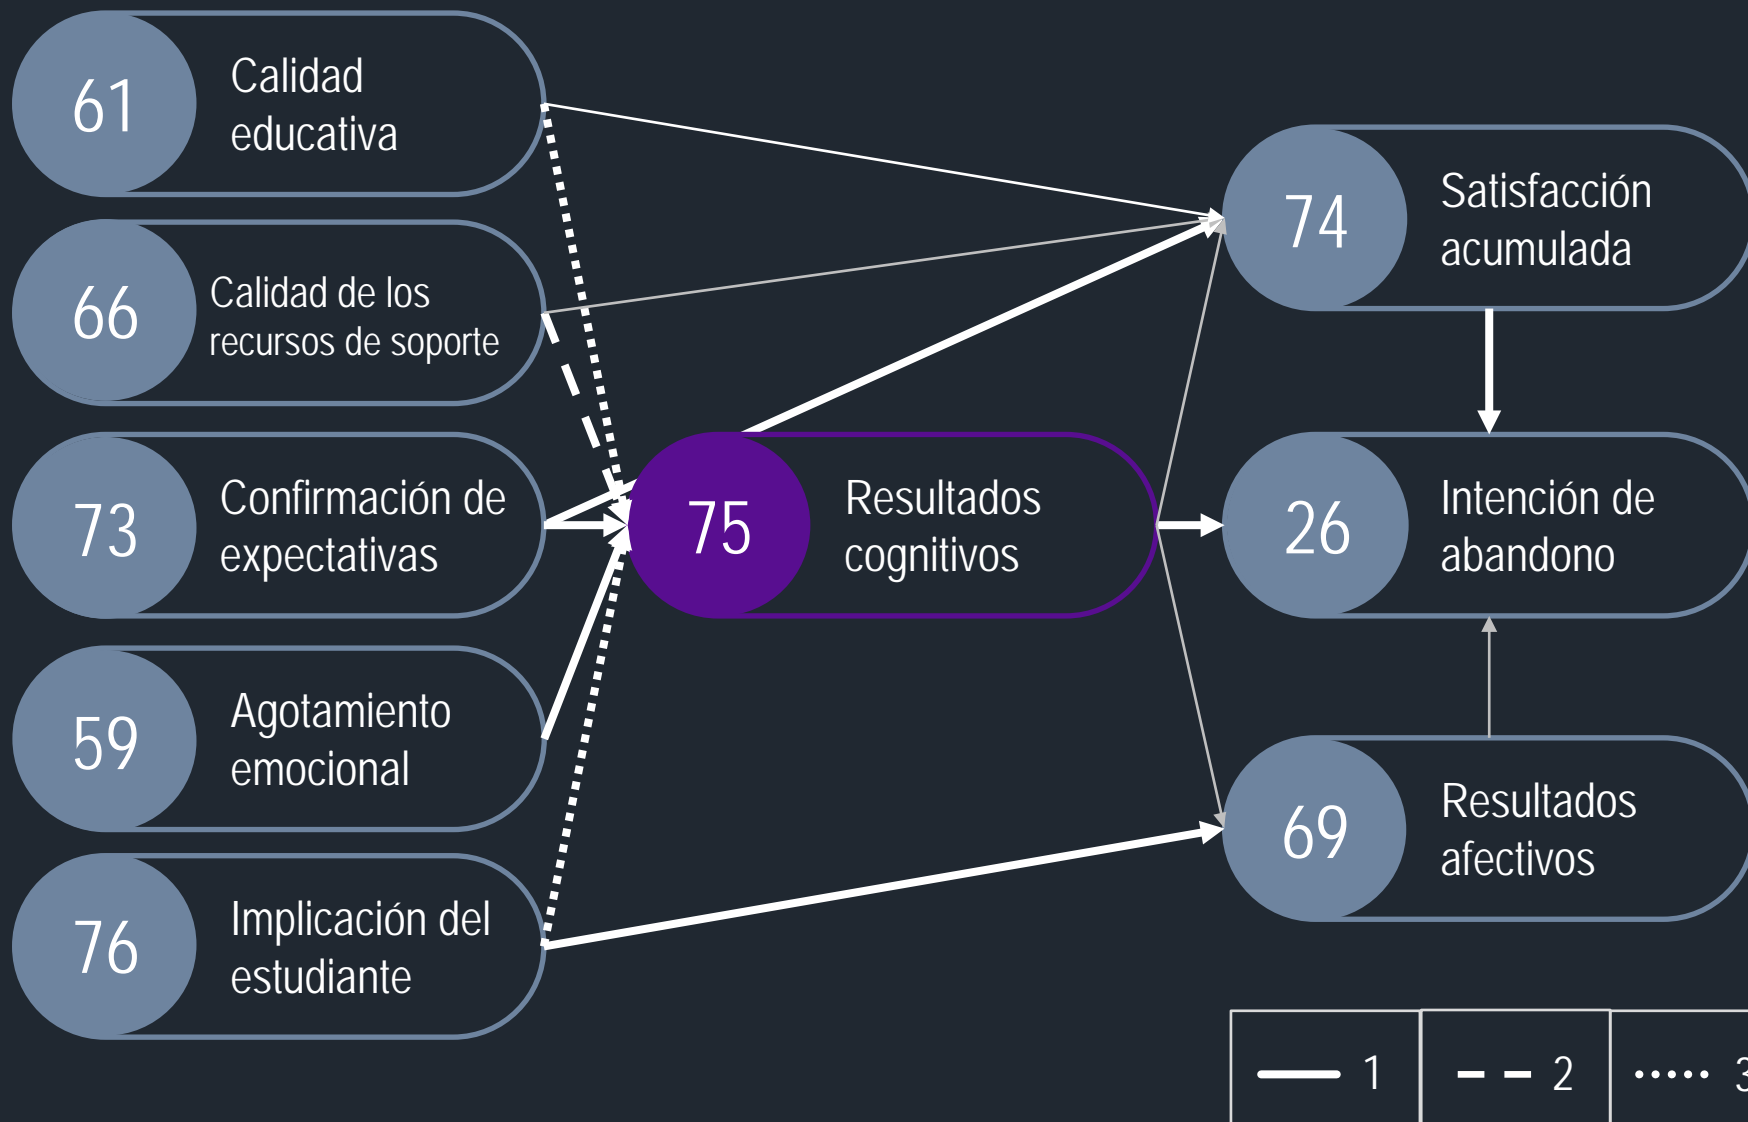 61
Calidad
educativa
66
Calidad de los
recursos de soporte
73
Confirmación de
expectativas
59
Agotamiento
emocional
76
Implicación del
estudiante
75
Resultados
cognitivos
74
Satisfacción
acumulada
26
Intención de
abandono
69
Resultados
afectivos
1
2
3